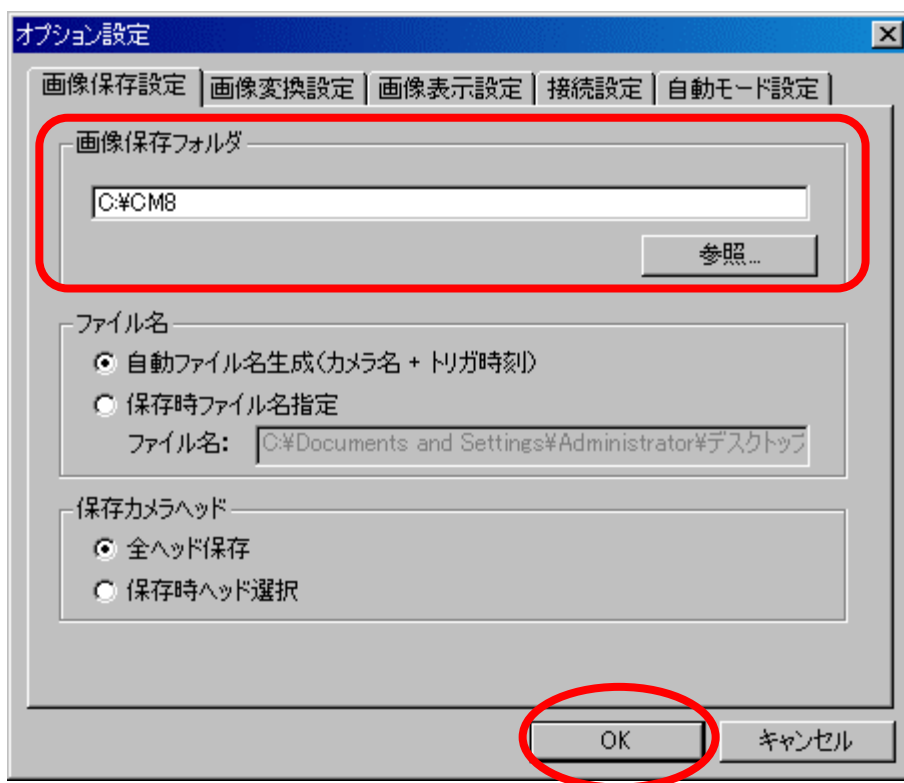 オプション設定
画像保存設定 画像変換設定 画像表示設定 接続設定 自動モード設定
画像保存フォルダ
C:¥CM8
参照...
ファイル名
自動ファイル名生成(カメラ名 + トリガ時刻)
保存時ファイル名指定
ファイル名: C:¥Documents and Settings¥Administrator¥デスクトップ
保存カメラヘッド
全ヘッド保存
保存時ヘッド選択
OK キャンセル